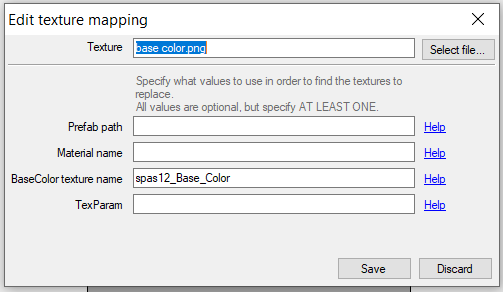 Edit texture mapping
Texture base color.png Select file...
Specify what values to use in order to find the textures to
replace.
All values are optional, but specify AT LEAST ONE.
Prefab path Help
Material name Help
BaseColor texture name spas12_Base_Color Help
TexParam Help
Save Discard